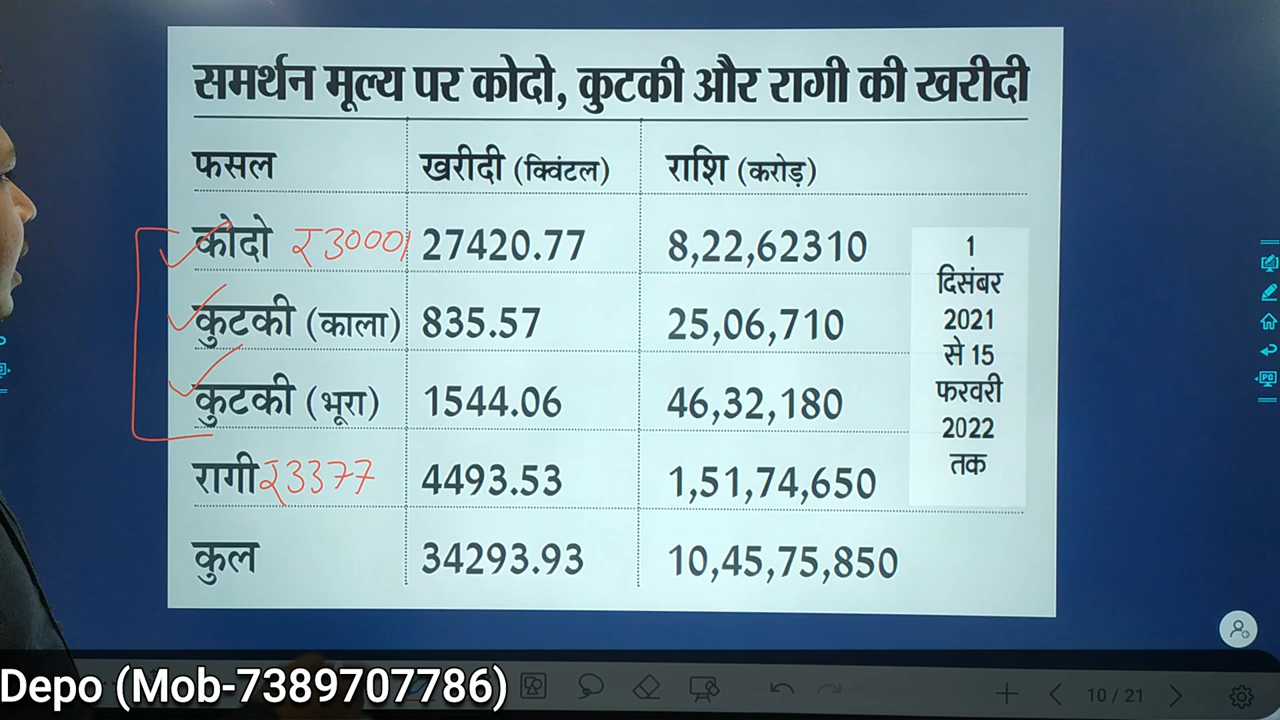 समर्थन मूल्य पर कोदो, कुटकी और रागी की खरीदी
फसल खरीदी (क्विंटल) राशि (करोड़)
कोदो ₹3000/ 27420.77 8,22,62310
कुटकी (काला) 835.57 25,06,710
कुटकी (भूरा) 1544.06 46,32,180
रागी ₹3377 4493.53 1,51,74,650
कुल 34293.93 10,45,75,850
1
दिसंबर
2021
से 15
फरवरी
2022
तक
10 / 21
Depo (Mob-7389707786)